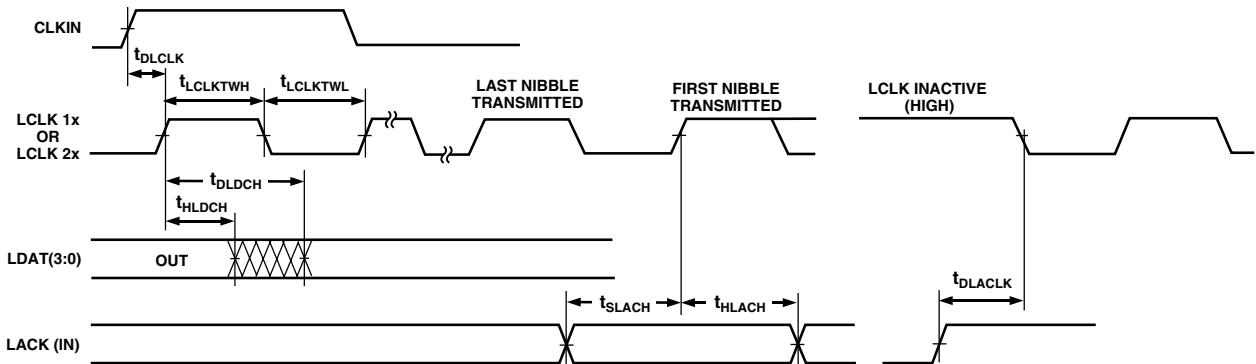 CLKIN
tDLCLK
tLCLKTWH
tLCLKTWL
LAST NIBBLE
TRANSMITTED
FIRST NIBBLE
TRANSMITTED
LCLK INACTIVE
(HIGH)
LCLK 1x
OR
LCLK 2x
tDLDCH
tHLDCH
LDAT(3:0)
OUT
tSLACH
tHLACH
tDLACLK
LACK (IN)